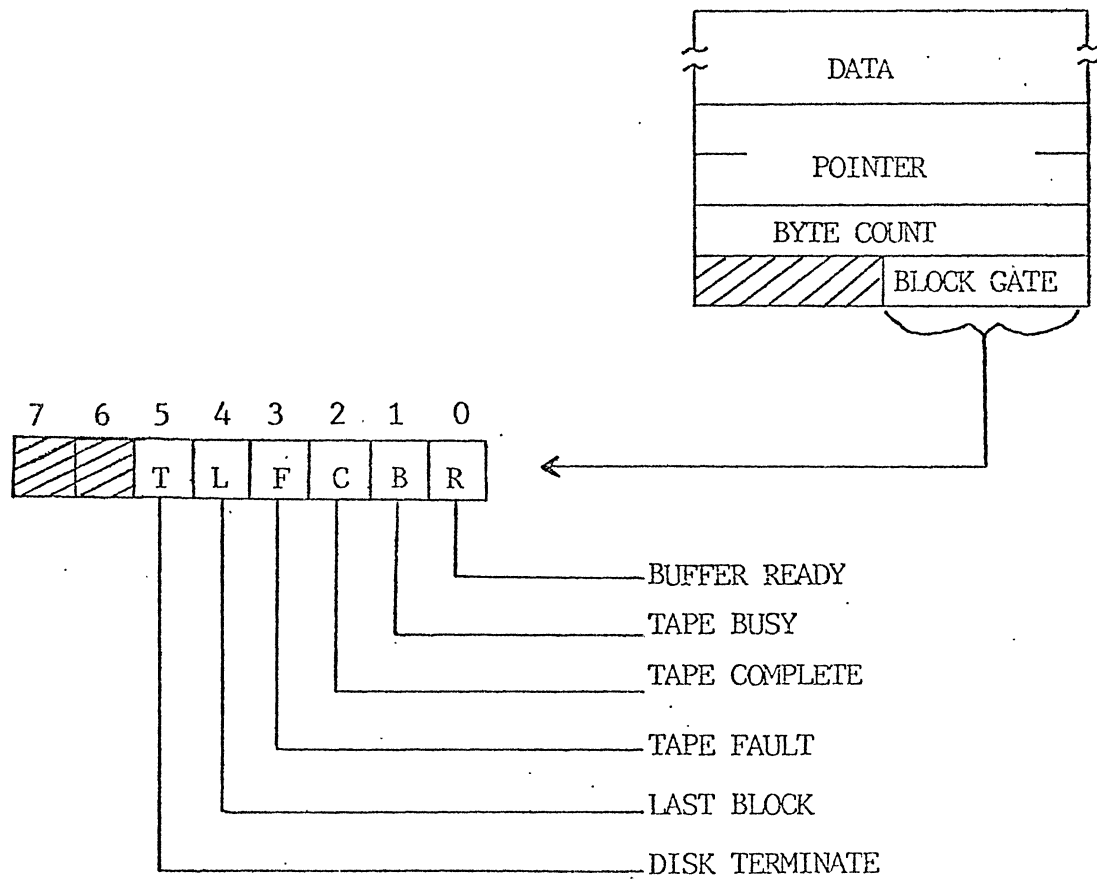 DATA
POINTER
BYTE COUNT
BLOCK GATE
7 6 5 4 3 2 1 0
T L F C B R
BUFFER READY
TAPE BUSY
TAPE COMPLETE
TAPE FAULT
LAST BLOCK
DISK TERMINATE